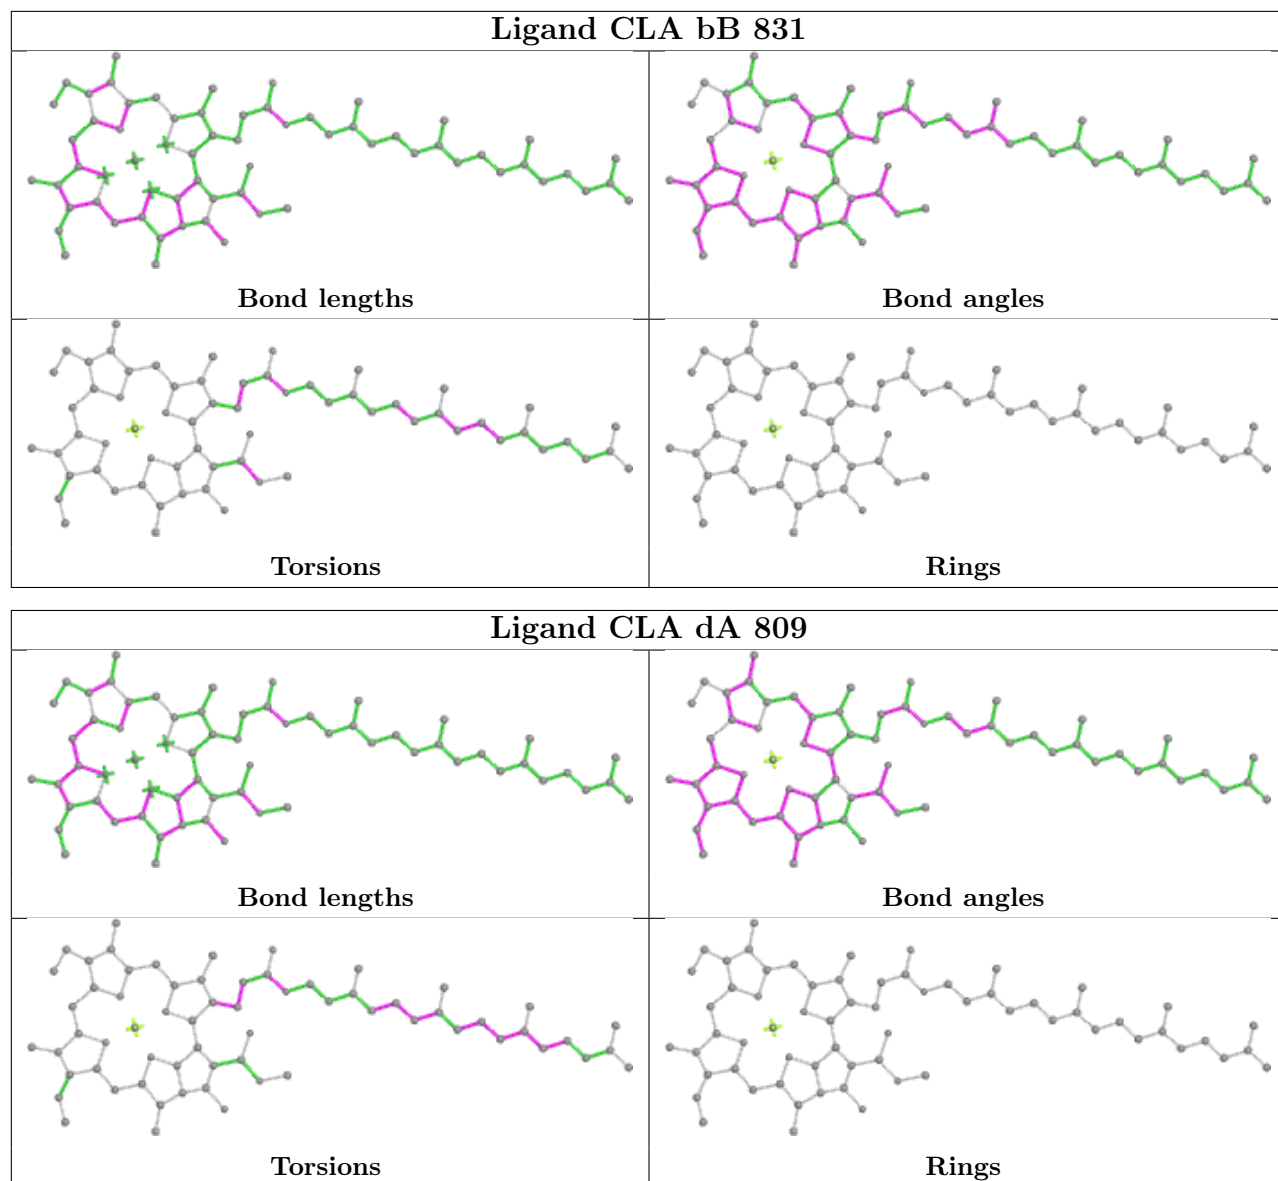 Ligand CLA bB 831
Bond lengths
Bond angles
Torsions
Rings
Ligand CLA dA 809
Bond lengths
Bond angles
Torsions
Rings